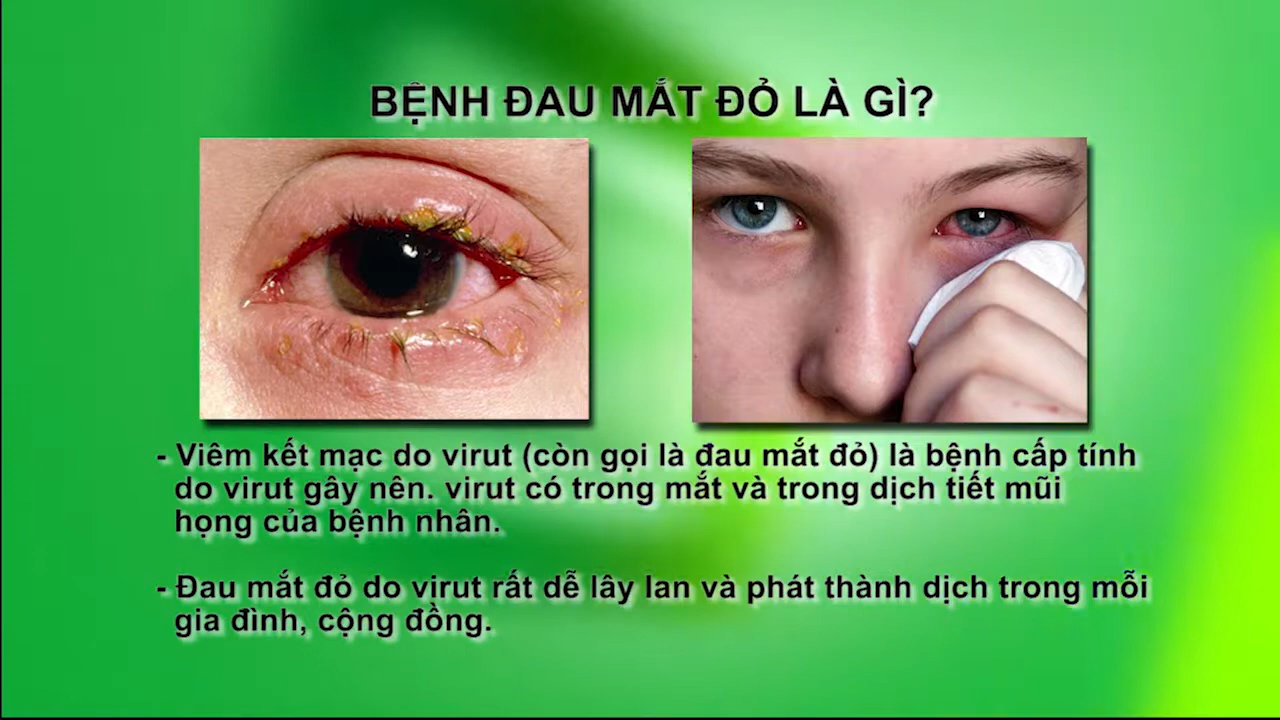 BỆNH ĐAU MẮT ĐỎ LÀ GÌ?
- Viêm kết mạc do virut (còn gọi là đau mắt đỏ) là bệnh cấp tính
do virut gây nên. virut có trong mắt và trong dịch tiết mũi
họng của bệnh nhân.
- Đau mắt đỏ do virut rất dễ lây lan và phát thành dịch trong mỗi
gia đình, cộng đồng.